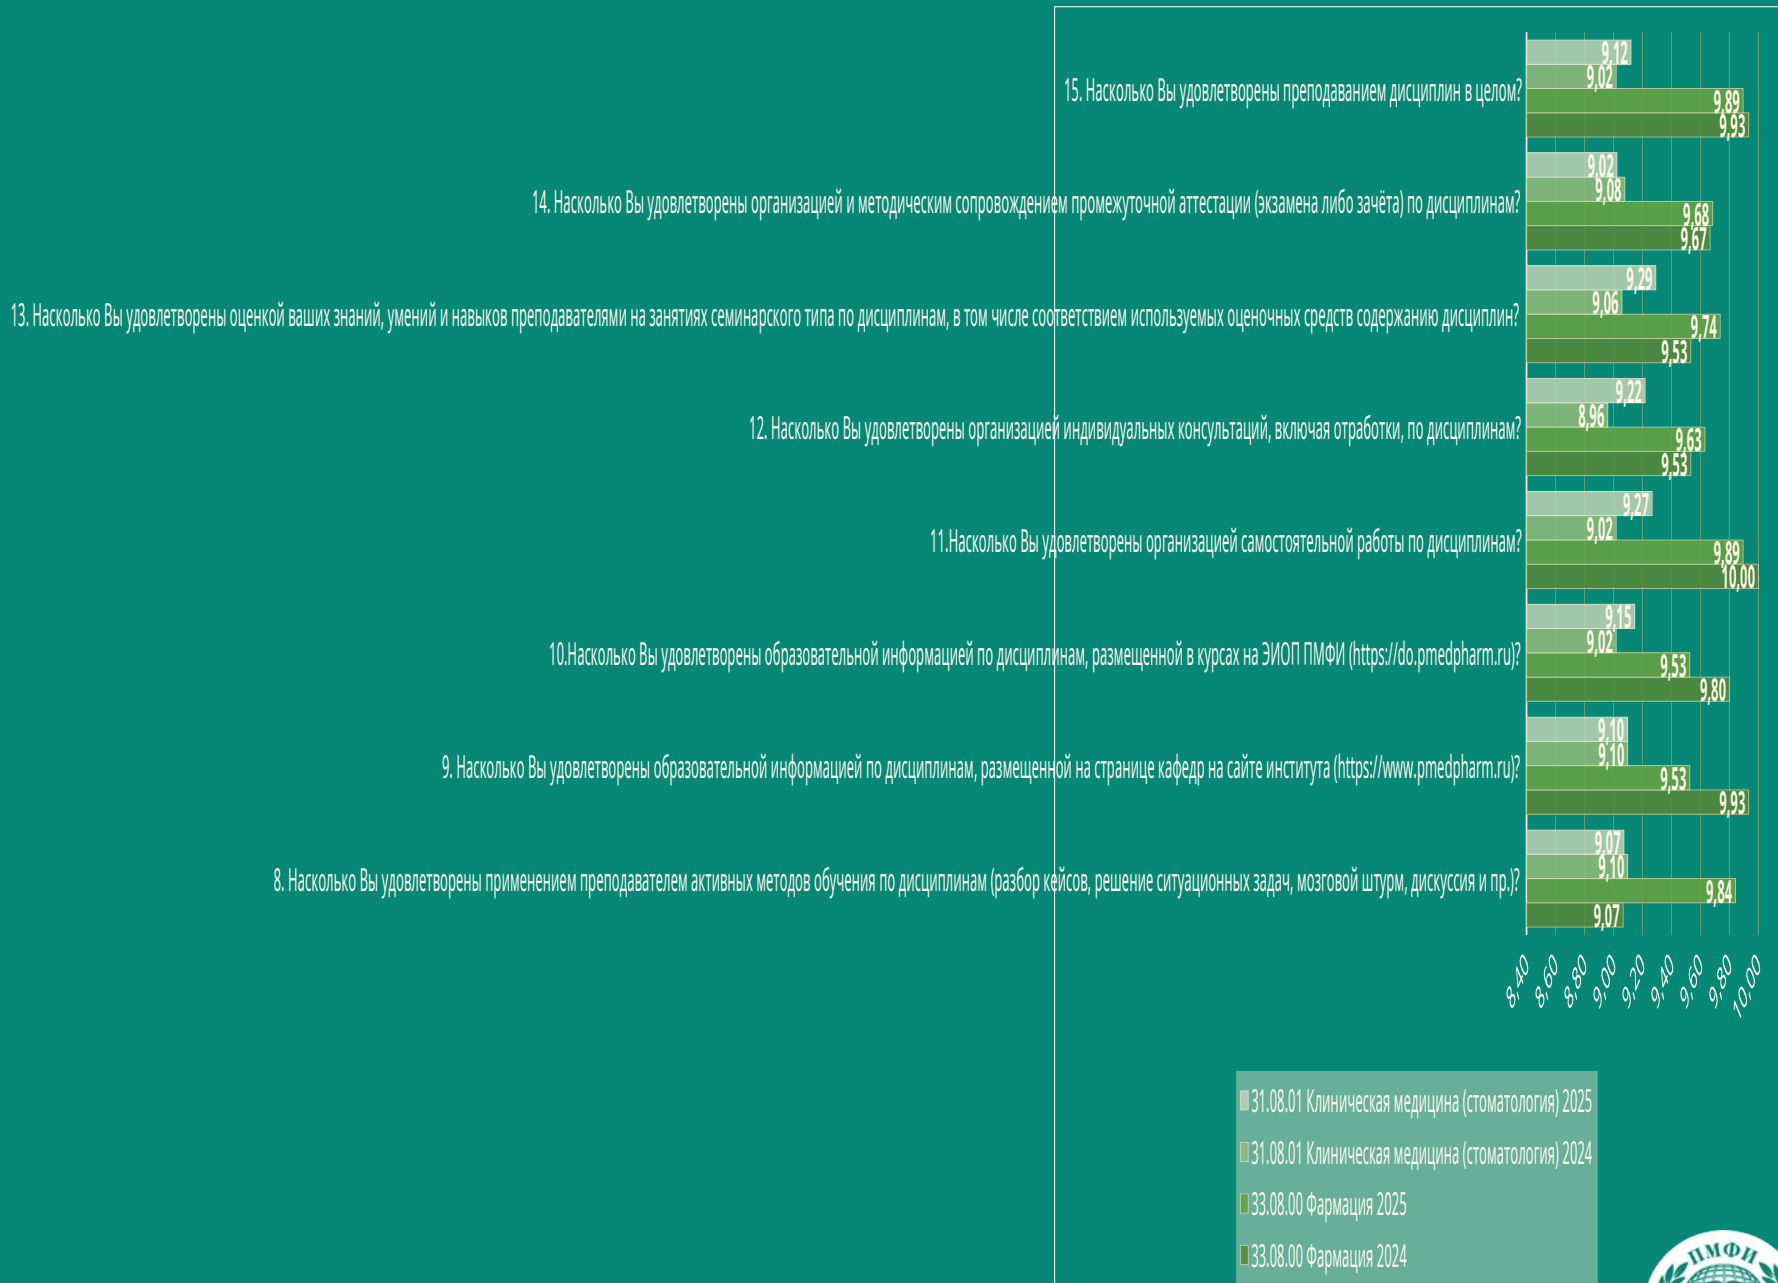 15. Насколько Вы удовлетворены преподаванием дисциплин в целом?
9,12
9,02
9,89
9,93
14. Насколько Вы удовлетворены организацией и методическим сопровождением промежуточной аттестации (экзамена либо зачёта) по дисциплинам?
9,02
9,08
9,68
9,67
13. Насколько Вы удовлетворены оценкой ваших знаний, умений и навыков преподавателями на занятиях семинарского типа по дисциплинам, в том числе соответствием используемых оценочных средств содержанию дисциплин?
9,29
9,06
9,74
9,53
12. Насколько Вы удовлетворены организацией индивидуальных консультаций, включая отработки, по дисциплинам?
9,22
8,96
9,63
9,53
11.Насколько Вы удовлетворены организацией самостоятельной работы по дисциплинам?
9,27
9,02
9,89
10,00
10.Насколько Вы удовлетворены образовательной информацией по дисциплинам, размещенной в курсах на ЭИОП ПМФИ (https://do.pmedpharm.ru)?
9,15
9,02
9,53
9,80
9. Насколько Вы удовлетворены образовательной информацией по дисциплинам, размещенной на странице кафедр на сайте института (https://www.pmedpharm.ru)?
9,10
9,10
9,53
9,93
8. Насколько Вы удовлетворены применением преподавателем активных методов обучения по дисциплинам (разбор кейсов, решение ситуационных задач, мозговой штурм, дискуссия и пр.)?
9,07
9,10
9,84
9,07
8,40 8,60 8,80 9,00 9,20 9,40 9,60 9,80 10,00
31.08.01 Клиническая медицина (стоматология) 2025
31.08.01 Клиническая медицина (стоматология) 2024
33.08.00 Фармация 2025
33.08.00 Фармация 2024
ПМФИ